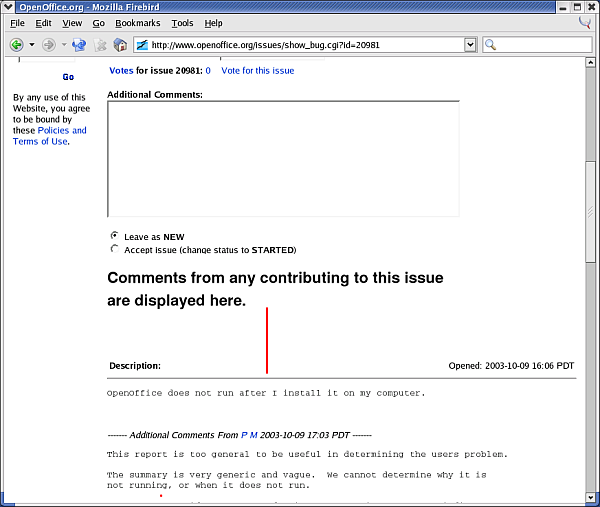 OpenOffice.org - Mozilla Firebird
File Edit View Go Bookmarks Tools Help
http://www.openoffice.org/issues/show_bug.cgi?id=20981
Votes for issue 20981: 0 Vote for this issue
Go
By any use of this
Website, you agree
to be bound by
these Policies and
Terms of Use.
Additional Comments:
Leave as NEW
Accept issue (change status to STARTED)
Comments from any contributing to this issue
are displayed here.
Description: Opened: 2003-10-09 16:06 PDT
OpenOffice does not run after I install it on my computer.
------- Additional Comments From P M 2003-10-09 17:03 PDT -------
This report is too general to be useful in determining the users problem.
The summary is very generic and vague. We cannot determine why it is
not running, or when it does not run.